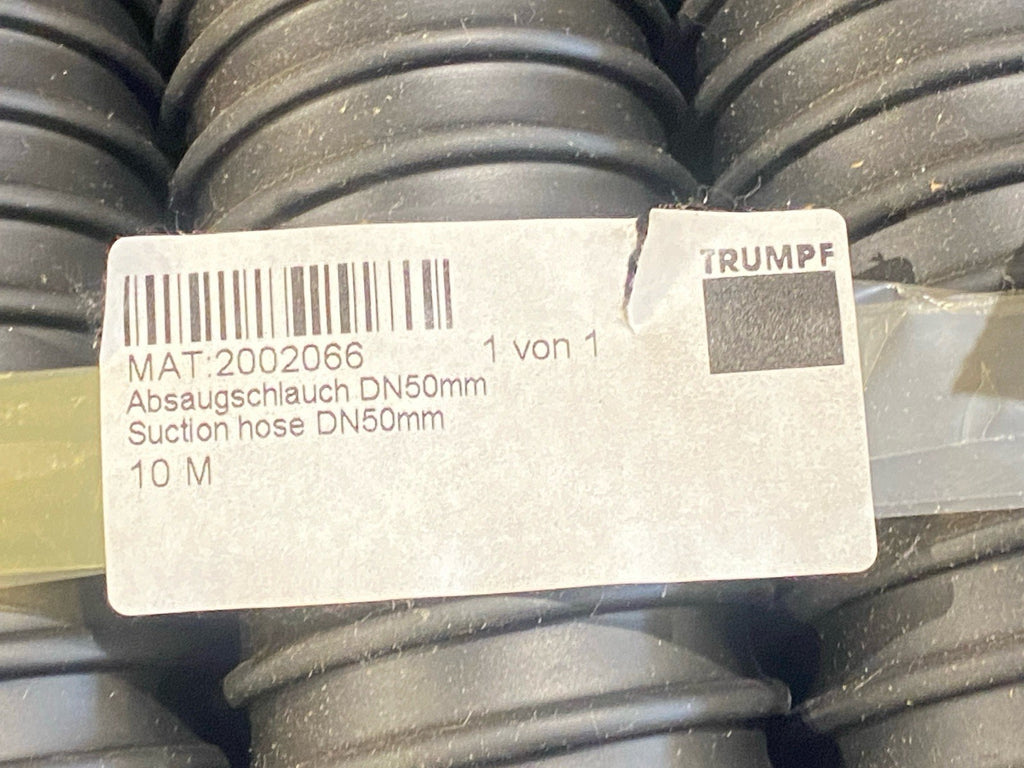 TRUMPF
MAT:2002066 1 von 1
Absaugschlauch DN50mm
Suction hose DN50mm
10 M